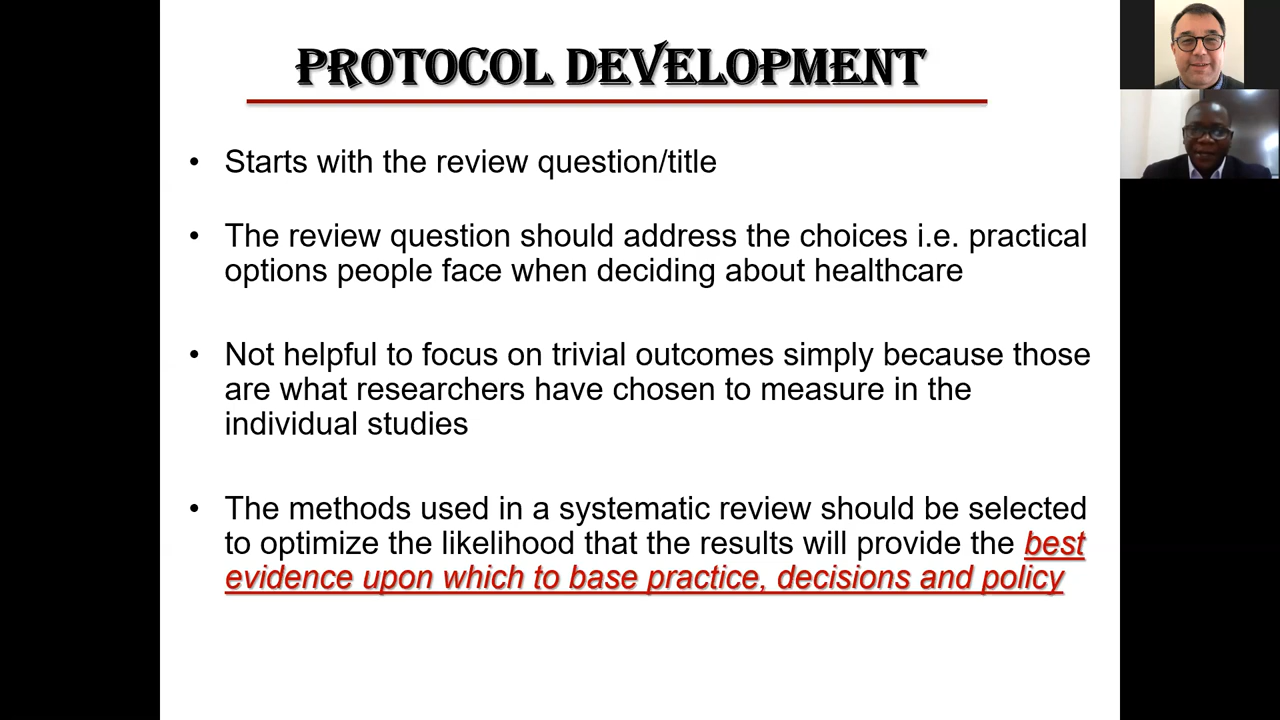 PROTOCOL DEVELOPMENT
• Starts with the review question/title
• The review question should address the choices i.e. practical
options people face when deciding about healthcare
• Not helpful to focus on trivial outcomes simply because those
are what researchers have chosen to measure in the
individual studies
• The methods used in a systematic review should be selected
to optimize the likelihood that the results will provide the best
evidence upon which to base practice, decisions and policy